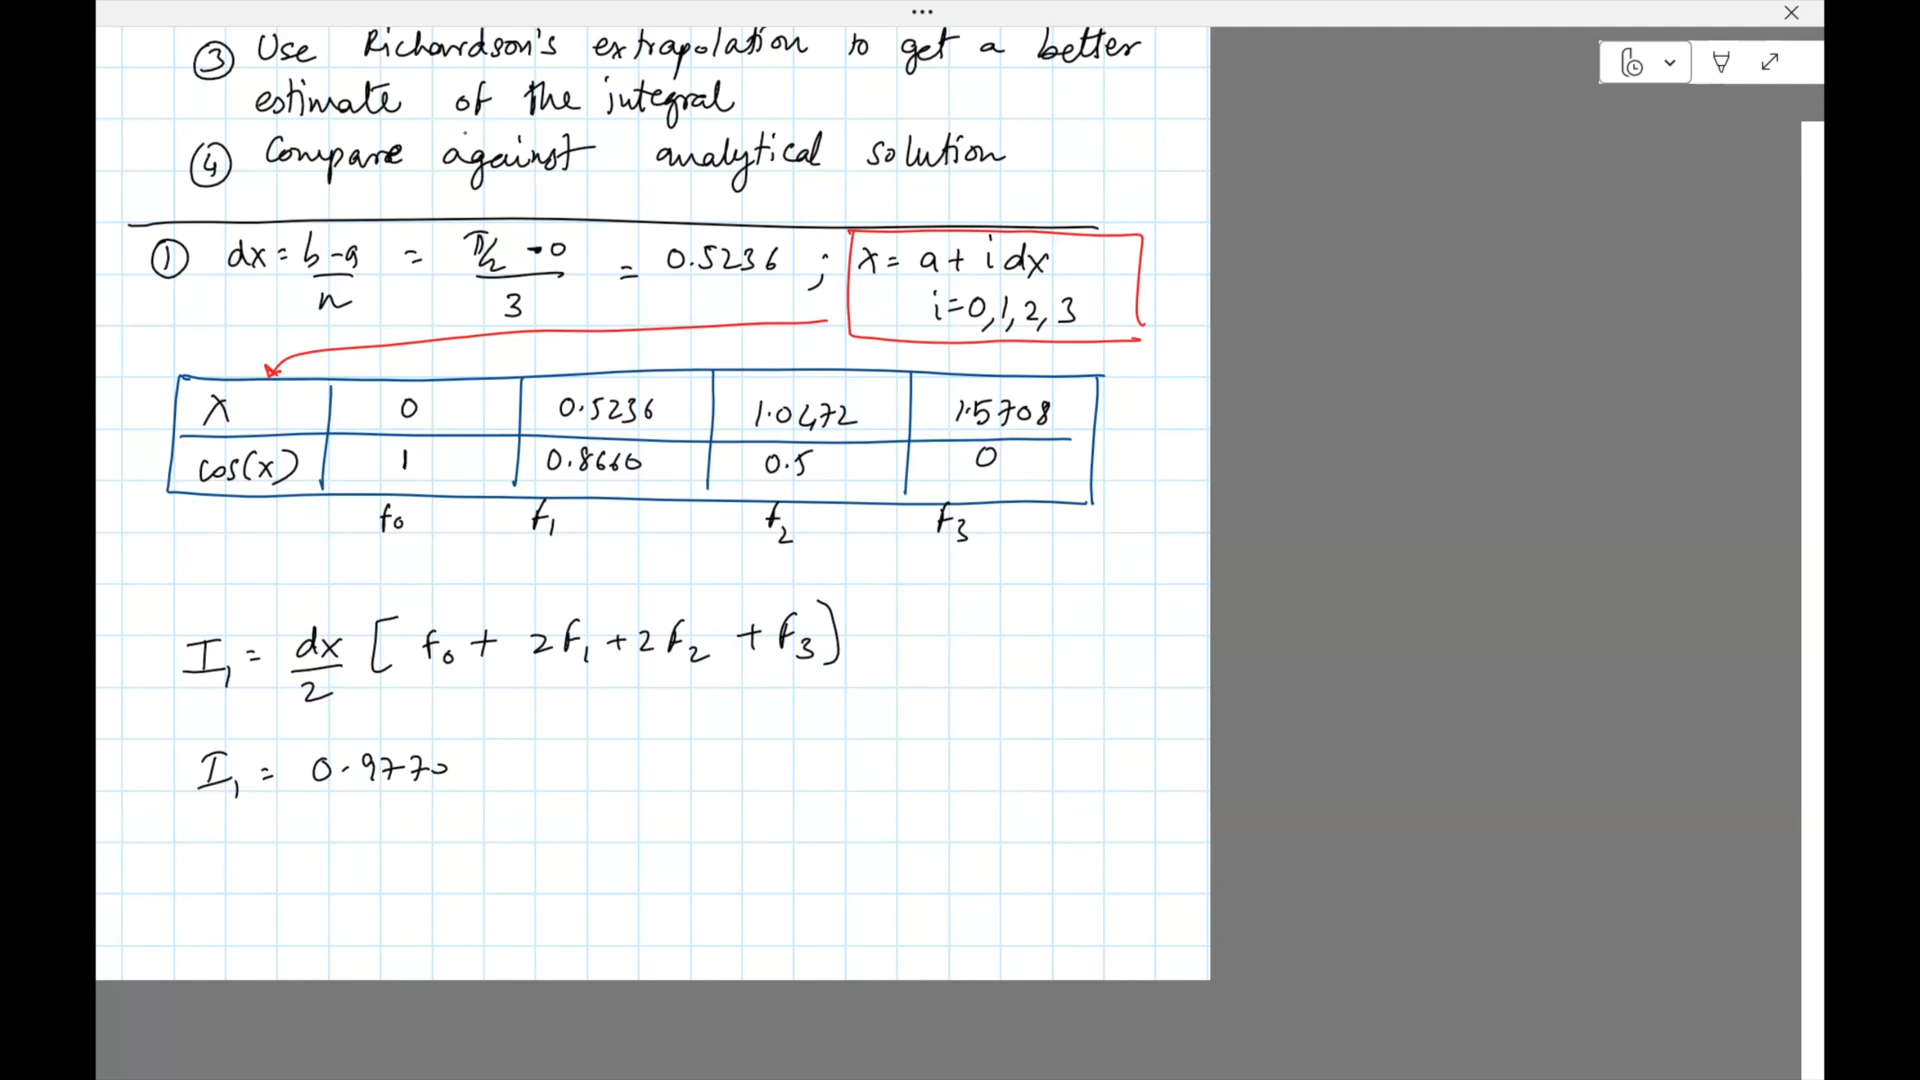 ③ Use Richardson's extrapolation to get a better
estimate of the integral
④ Compare against analytical solution
① dx = b-a/n = π/2 - 0/3 = 0.5236 ; x = a + i dx
i=0,1,2,3
x 0 0.5236 1.0472 1.5708
cos(x) 1 0.8660 0.5 0
f₀ f₁ f₂ f₃
I₁ = dx/2 [ f₀ + 2f₁ + 2f₂ + f₃ ]
I₁ = 0.9770